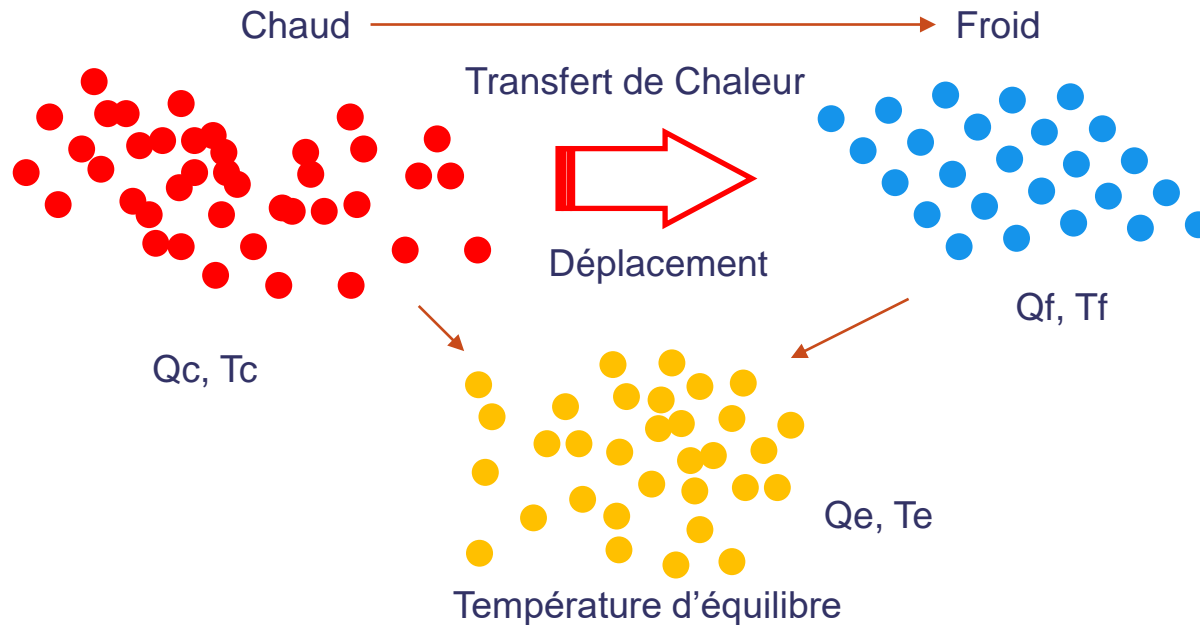 Chaud
Froid
Transfert de Chaleur
Déplacement
Qf, Tf
Qc, Tc
Qe, Te
Température d’équilibre